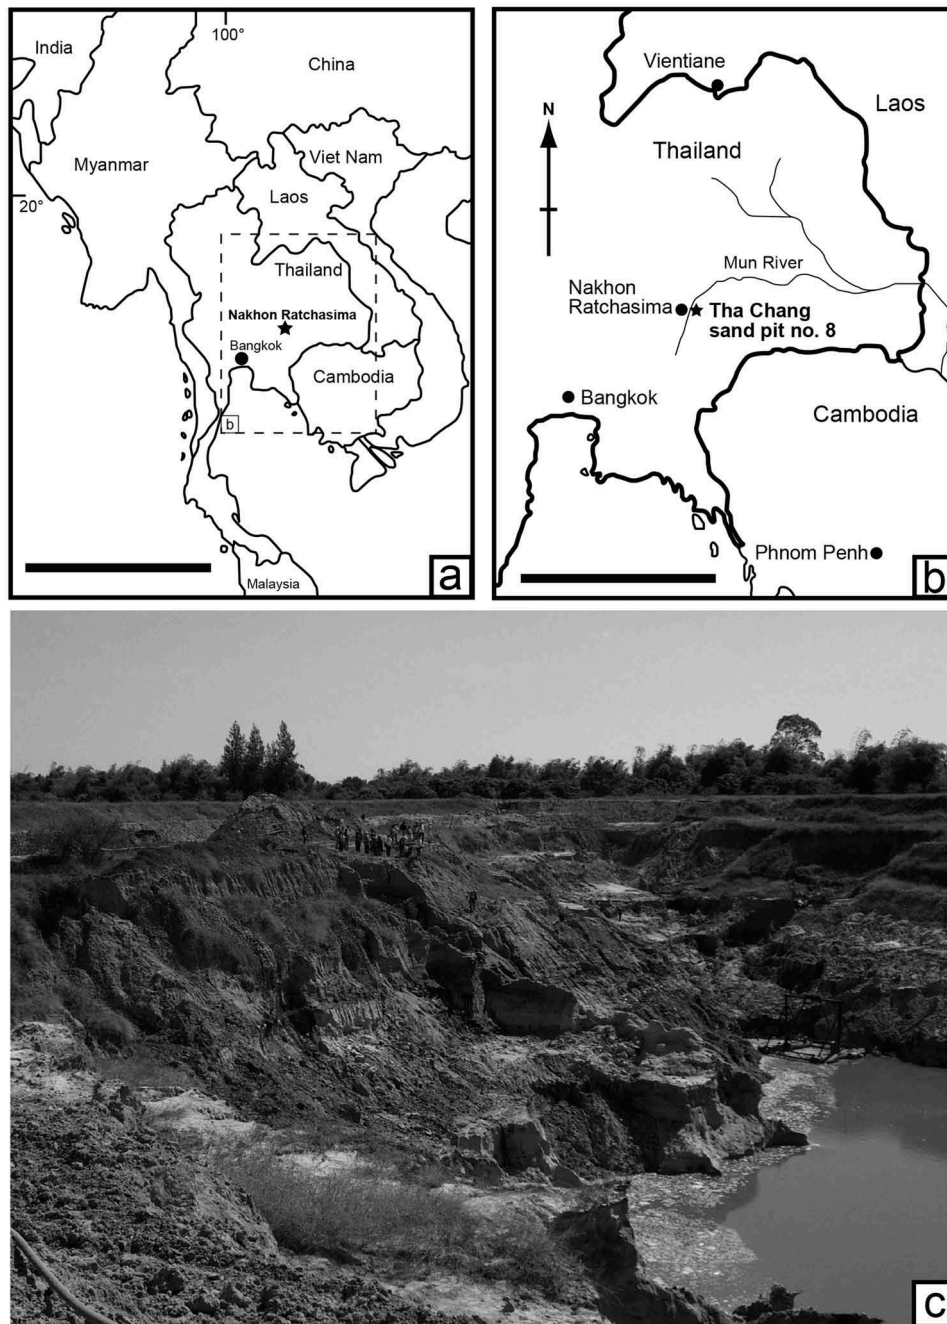 100°
India
China
Myanmar
Viet Nam
Laos
20°
Thailand
Nakhon Ratchasima
Bangkok
Cambodia
b
Malaysia
a
Vientiane
Laos
N
Thailand
Mun River
Nakhon
Ratchasima
Tha Chang
sand pit no. 8
Bangkok
Cambodia
Phnom Penh
b
c